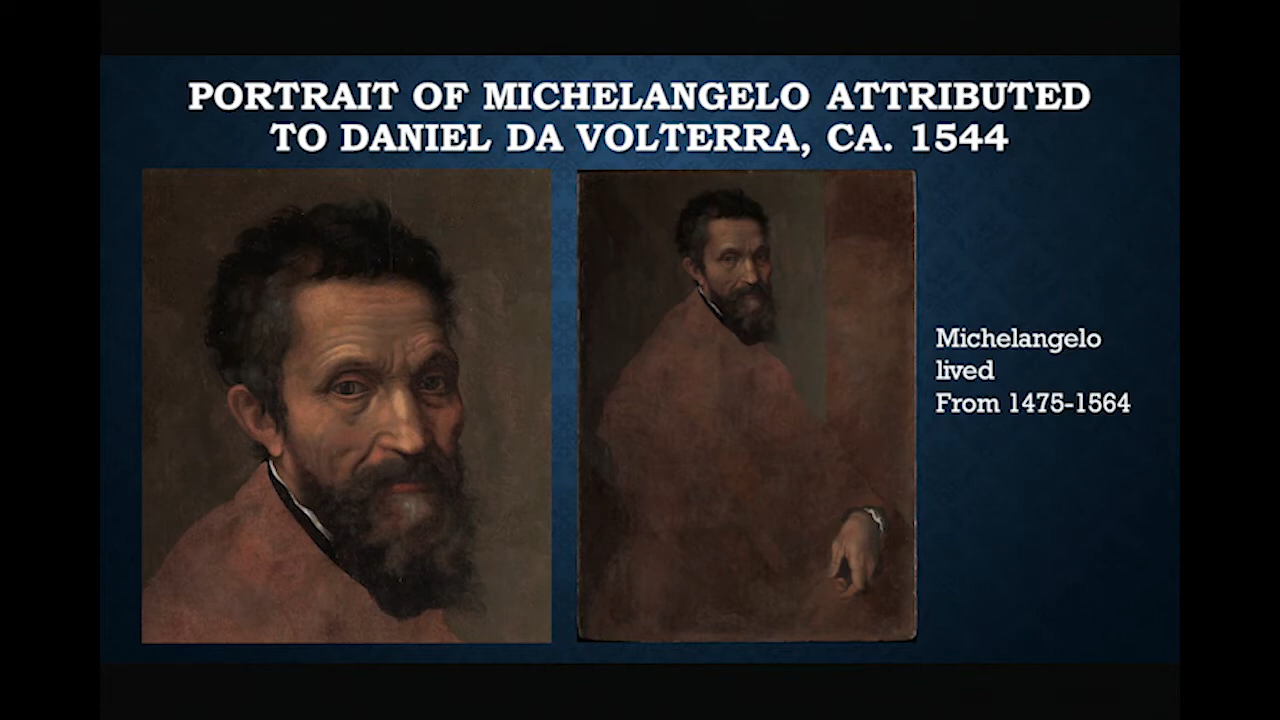 PORTRAIT OF MICHELANGELO ATTRIBUTED
TO DANIEL DA VOLTERRA, CA. 1544
Michelangelo
lived
From 1475-1564